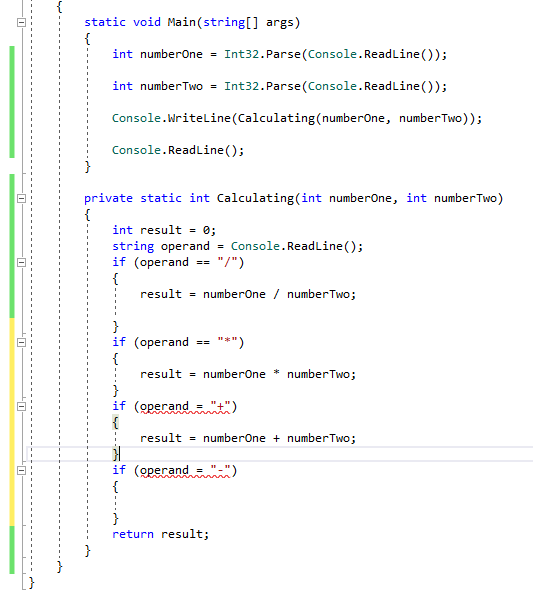 {
static void Main(string[] args)
{
int numberOne = Int32.Parse(Console.ReadLine());
int numberTwo = Int32.Parse(Console.ReadLine());
Console.WriteLine(Calculating(numberOne, numberTwo));
Console.ReadLine();
}
private static int Calculating(int numberOne, int numberTwo)
{
int result = 0;
string operand = Console.ReadLine();
if (operand == "/")
{
result = numberOne / numberTwo;
}
if (operand == "*")
{
result = numberOne * numberTwo;
}
if (operand = "+")
{
result = numberOne + numberTwo;
}
if (operand = "-")
{
}
return result;
}
}
}